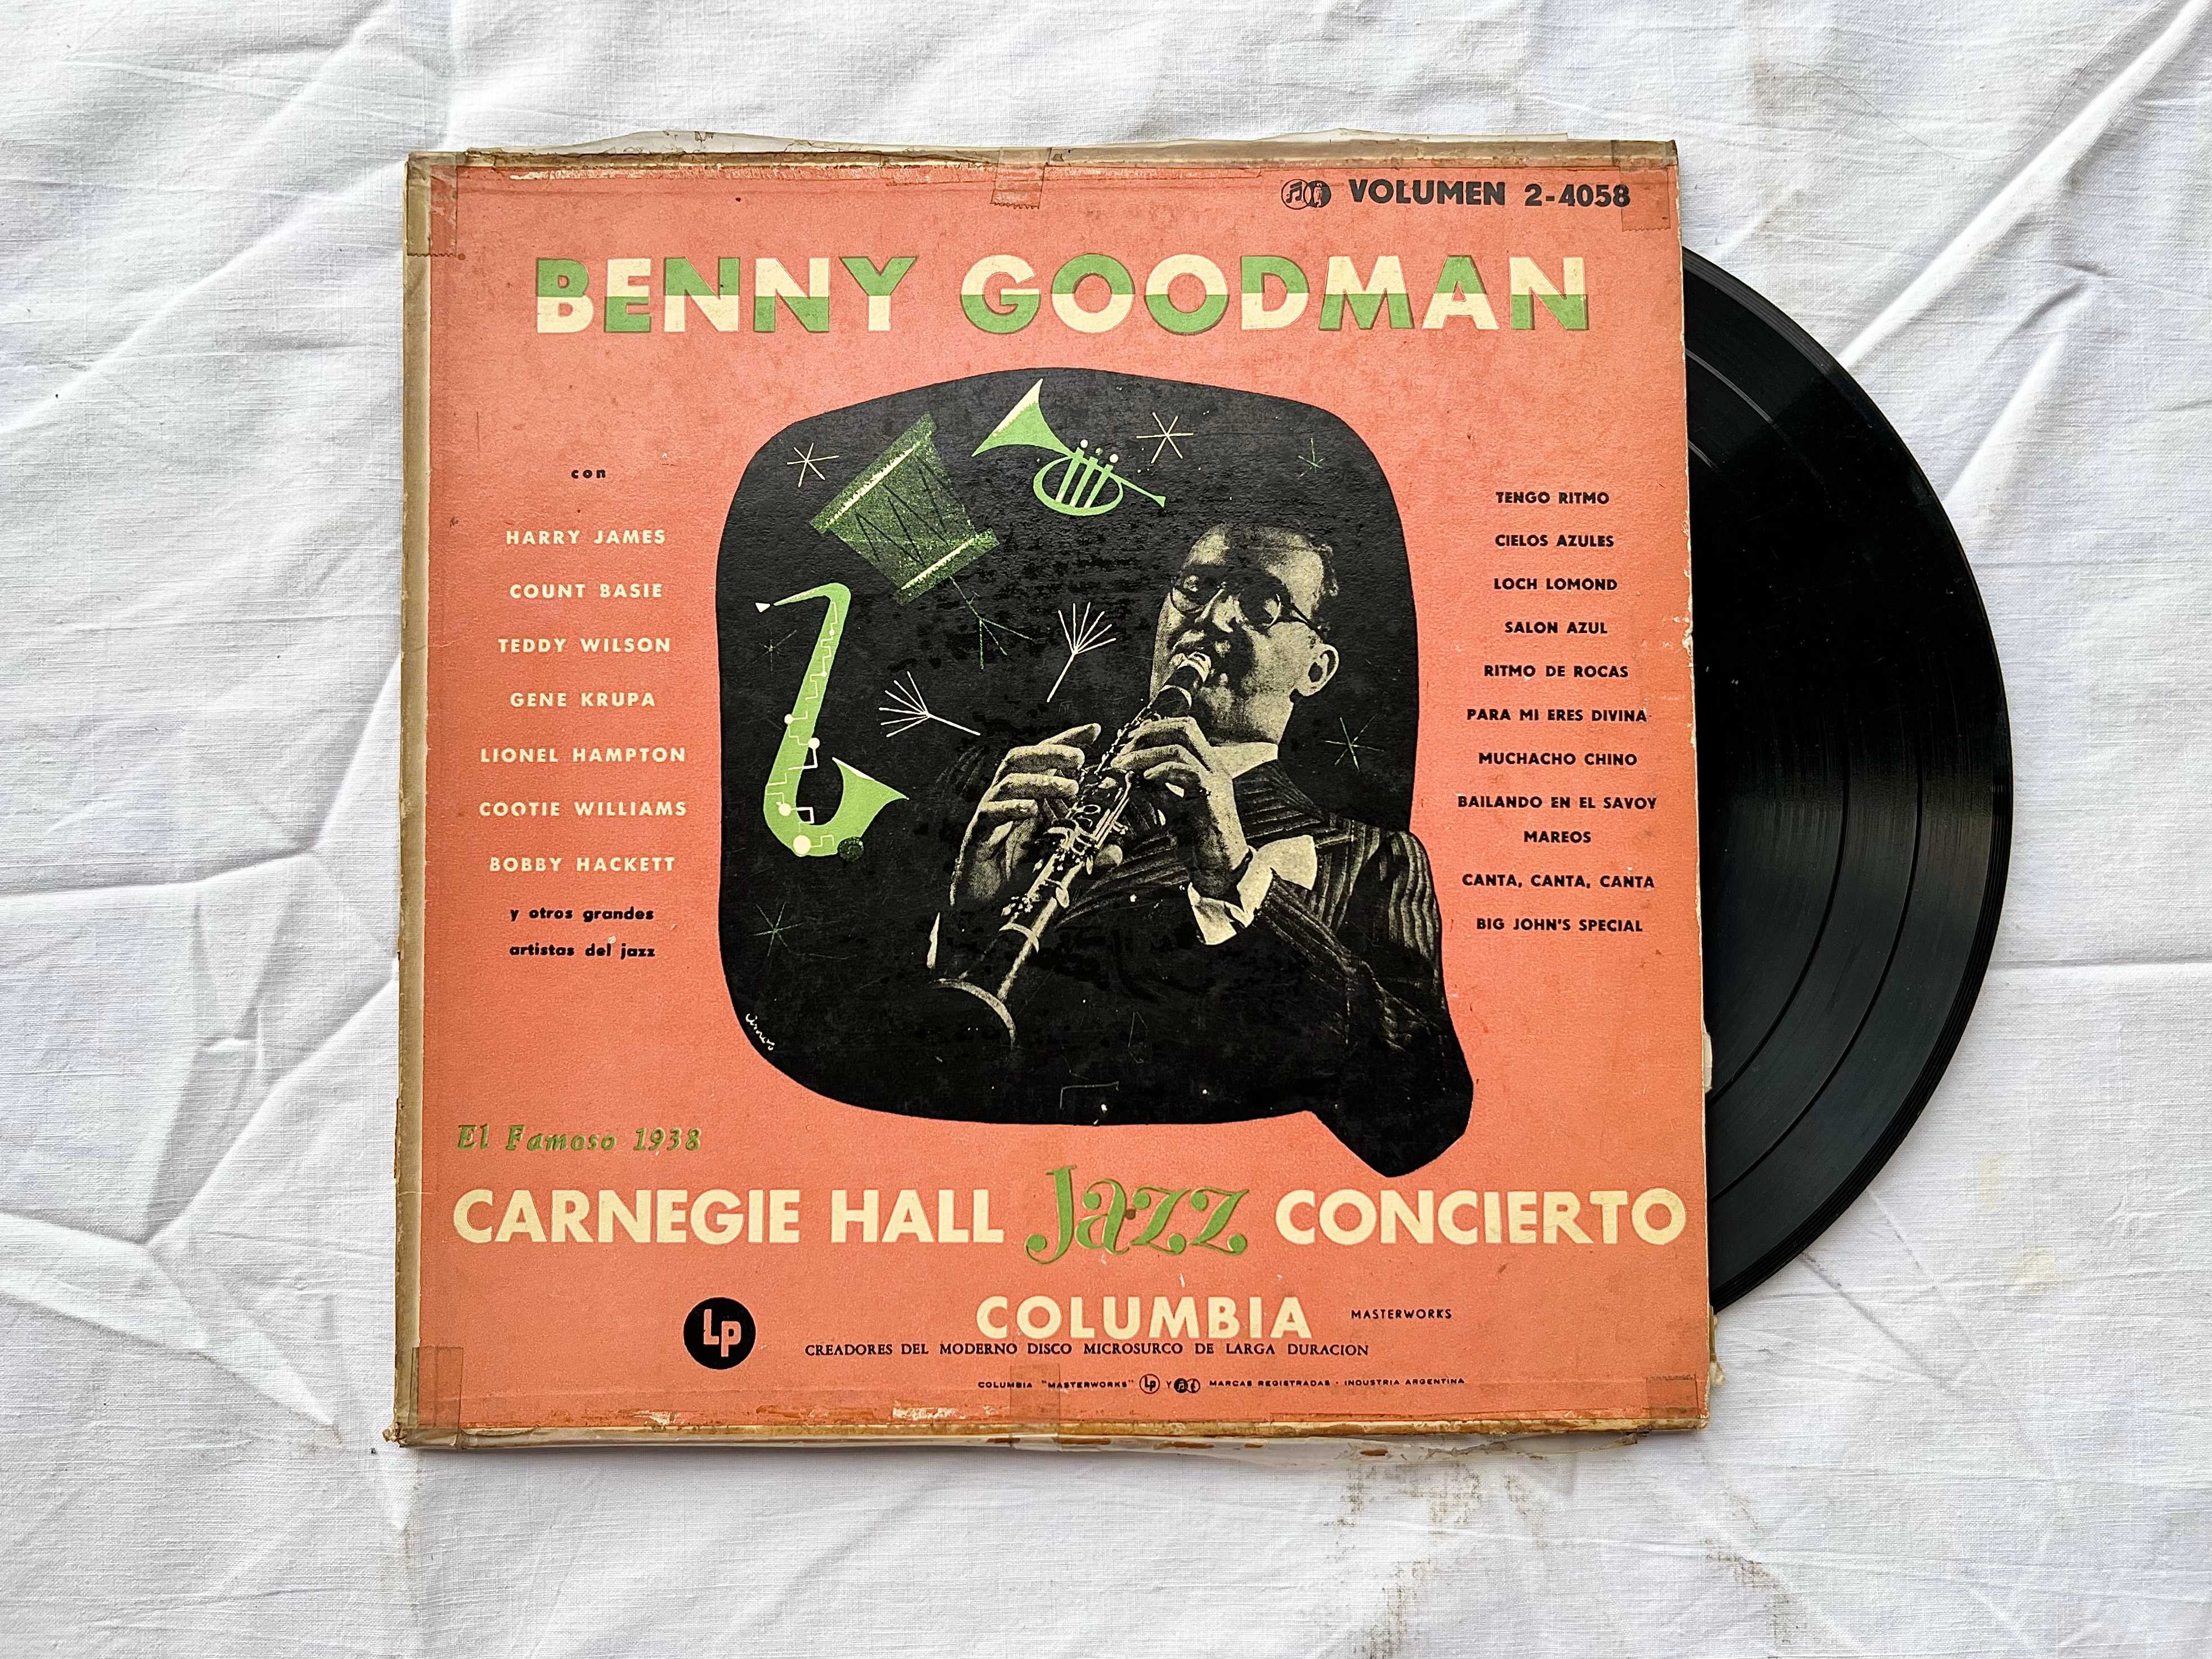 VOLUMEN 2-4058
BENNY GOODMAN
con
HARRY JAMES
COUNT BASIE
TEDDY WILSON
GENE KRUPA
LIONEL HAMPTON
COOTIE WILLIAMS
BOBBY HACKETT
y otros grandes
artistas del jazz
TENGO RITMO
CIELOS AZULES
LOCH LOMOND
SALON AZUL
RITMO DE ROCAS
PARA MI ERES DIVINA
MUCHACHO CHINO
BAILANDO EN EL SAVOY
MAREOS
CANTA, CANTA, CANTA
BIG JOHN'S SPECIAL
El Famoso 1938
CARNEGIE HALL Jazz CONCIERTO
Lp
COLUMBIA MASTERWORKS
CREADORES DEL MODERNO DISCO MICROSURCO DE LARGA DURACION
COLUMBIA "MASTERWORKS" Lp Y MARCAS REGISTRADAS · INDUSTRIA ARGENTINA